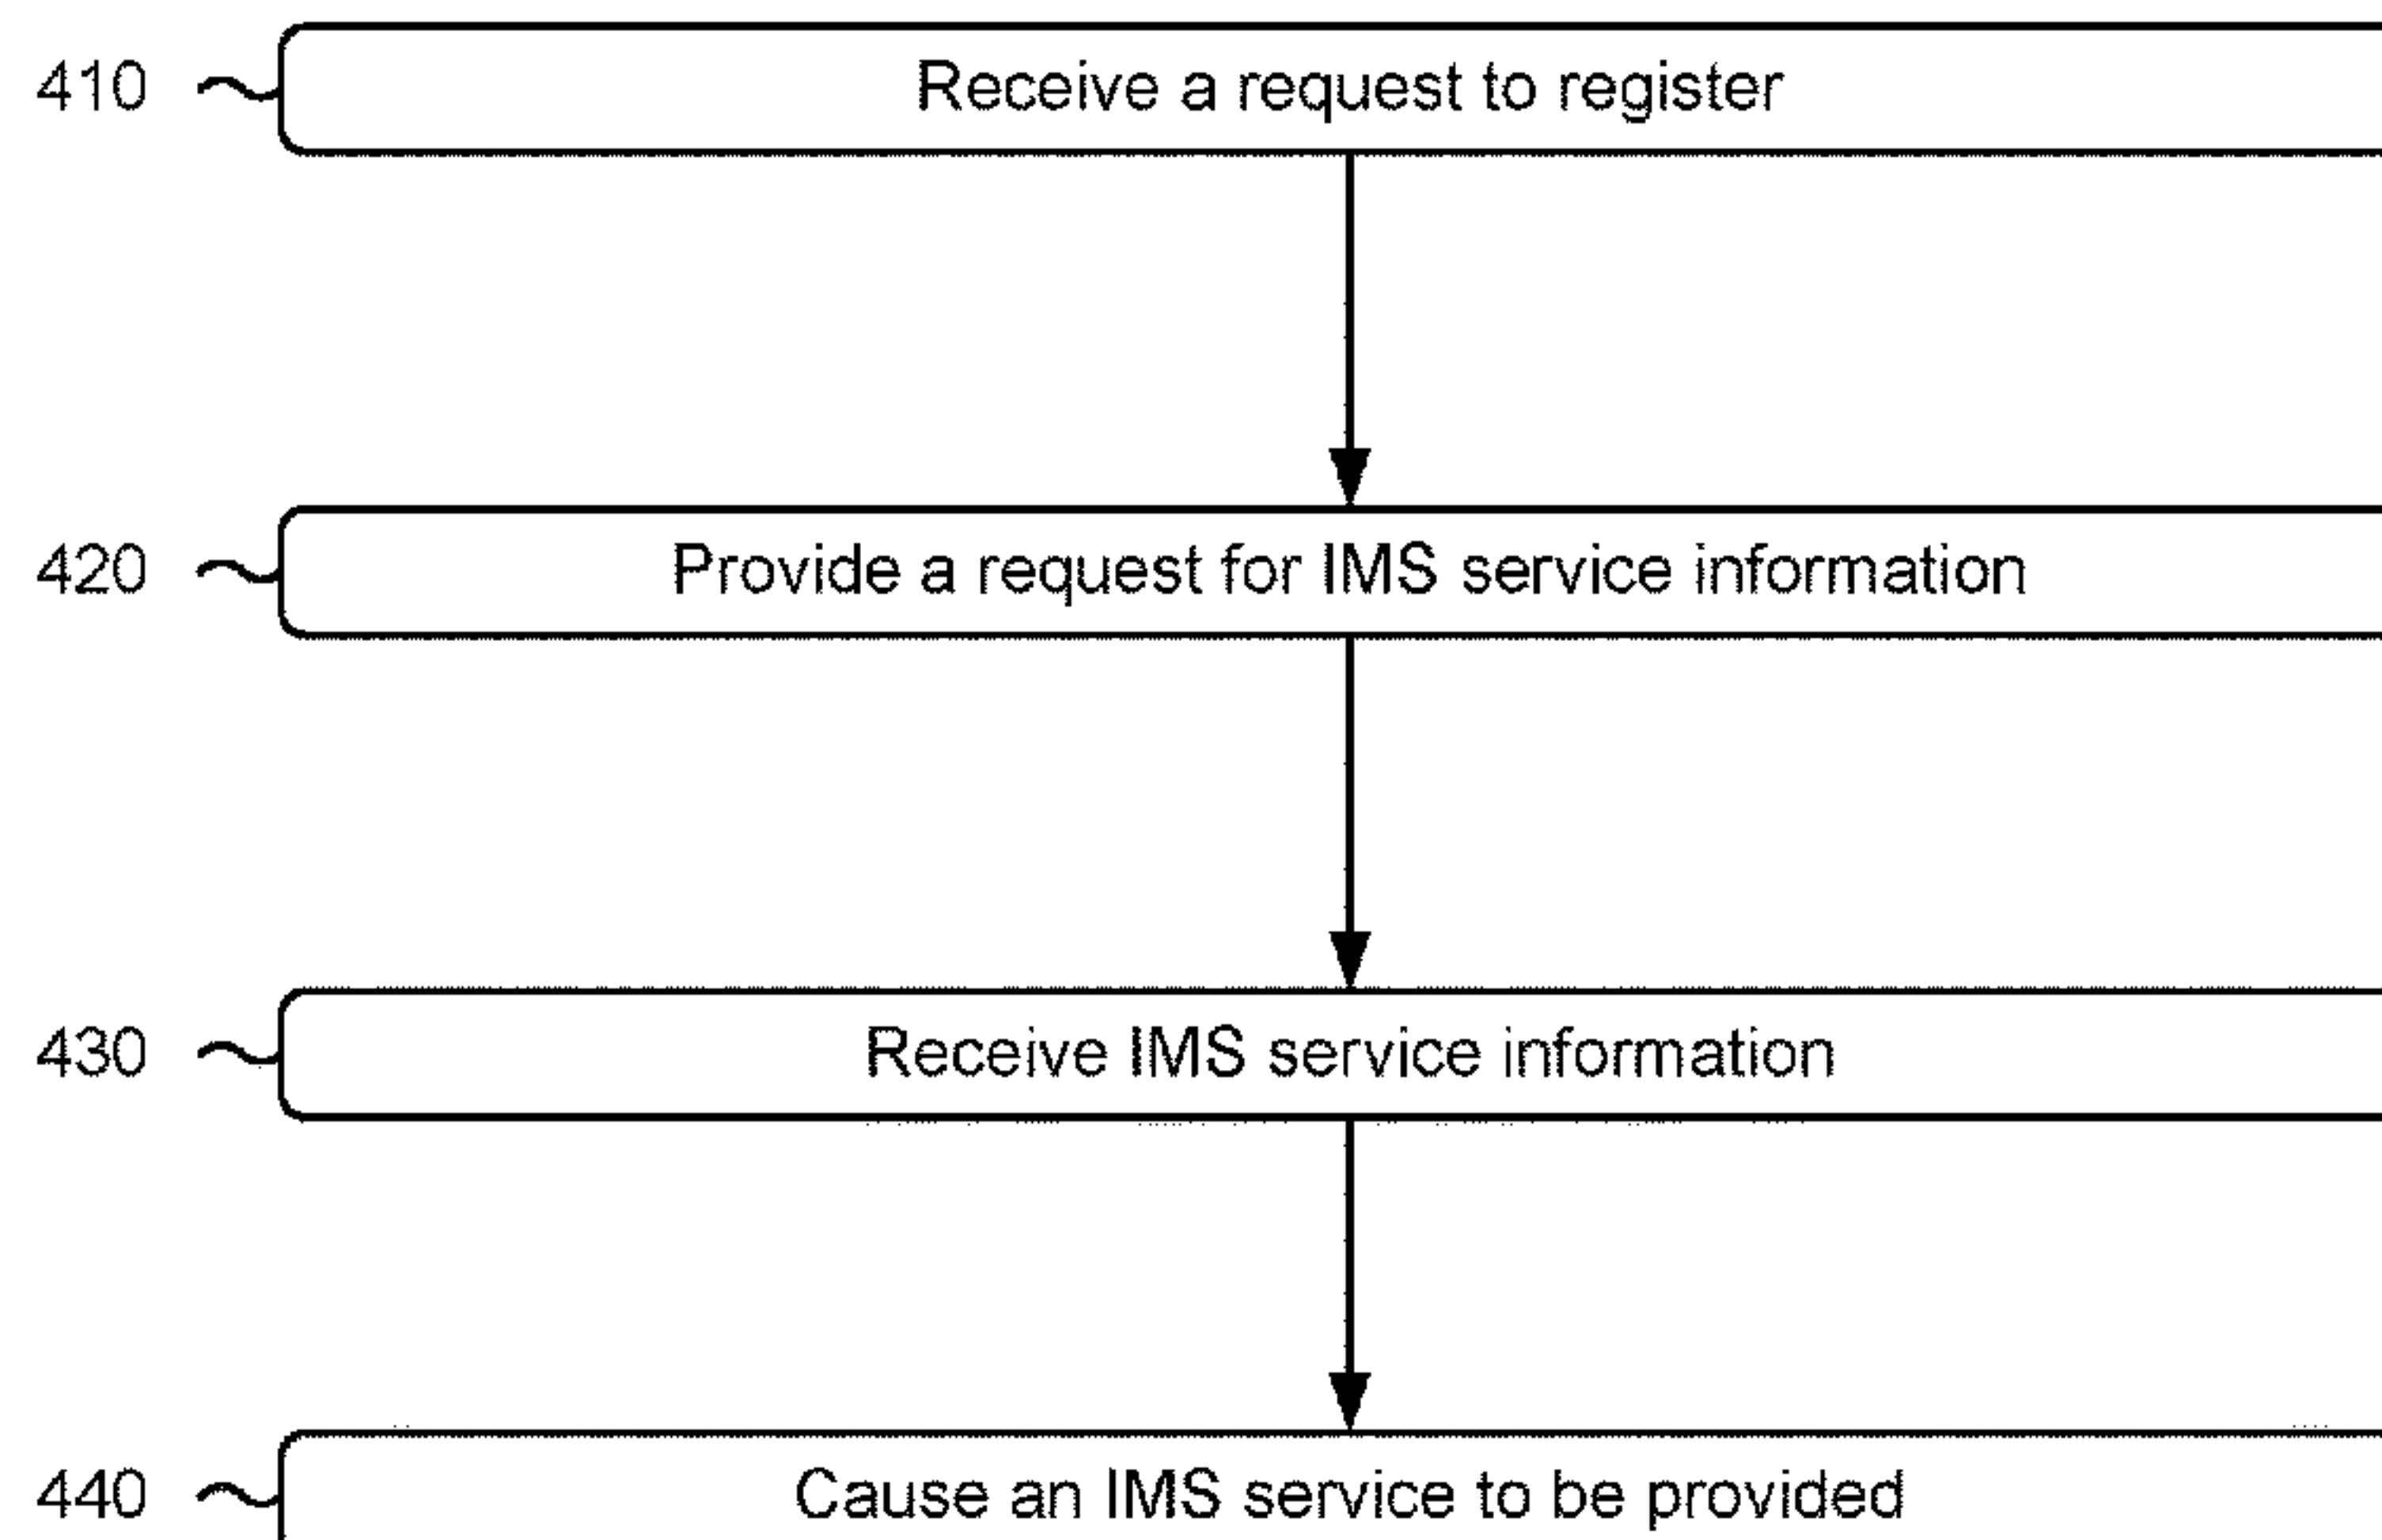 410 Receive a request to register
420 Provide a request for IMS service information
430 Receive IMS service information
440 Cause an IMS service to be provided